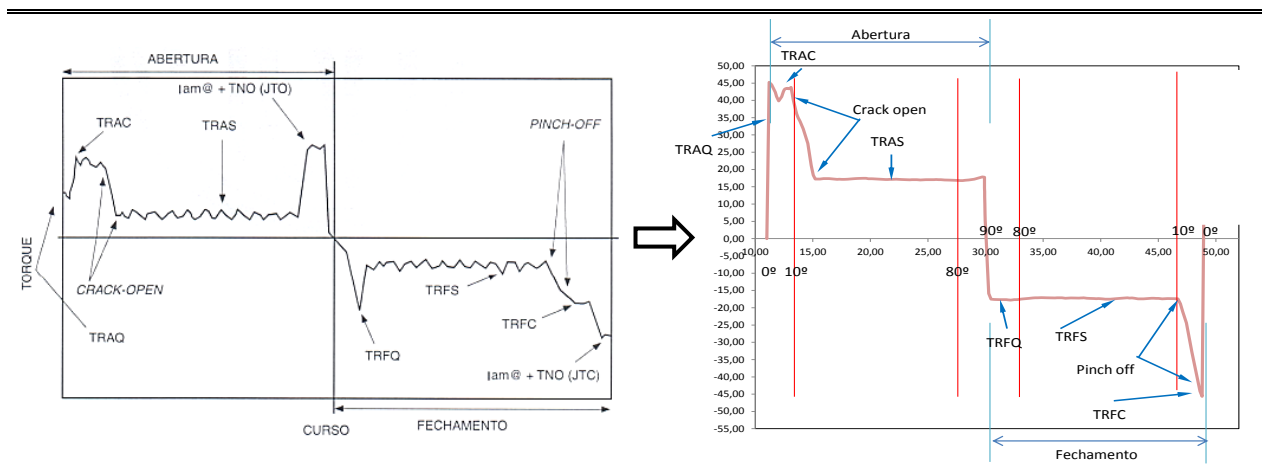 ABERTURA
Iam@ + TNO (JTO)
TRAC
TRAS
PINCH-OFF
TORQUE
CRACK-OPEN
TRAQ
TRFS
TRFC
TRFQ
Iam@ + TNO (JTC)
CURSO
FECHAMENTO
Abertura
TRAC
50,00
45,00
40,00
35,00
30,00
25,00
20,00
15,00
10,00
5,00
0,00
-5,00
-10,00
-15,00
-20,00
-25,00
-30,00
-35,00
-40,00
-45,00
-50,00
-55,00
Crack open
TRAQ
TRAS
90º
80º
10º
0º
10,00
15,00
20,00
25,00
30,00
35,00
40,00
45,00
50,00
0º
10º
80º
TRFQ
TRFS
Pinch off
TRFC
Fechamento